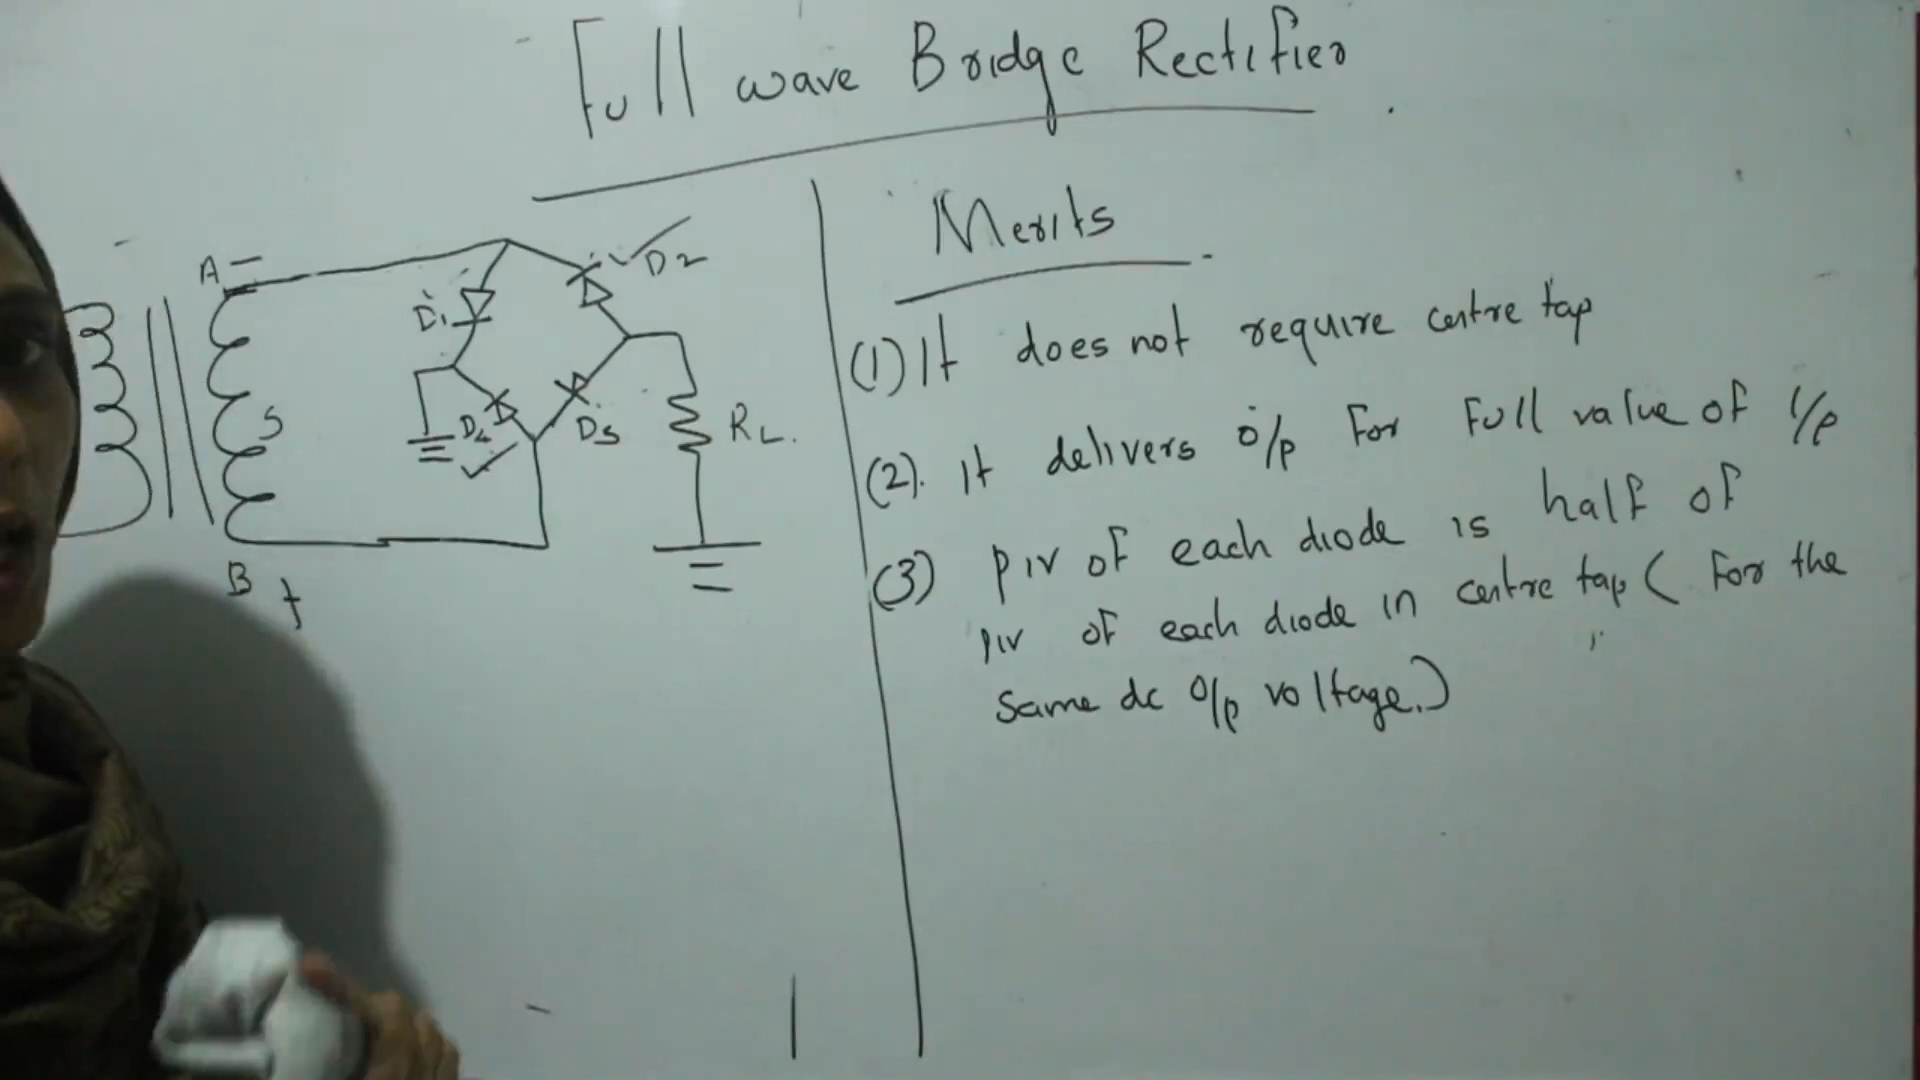 Full wave Bridge Rectifier
A -
D1
D2
S
D4
D3
RL.
B +
Merits
(1) It does not require centre tap
(2). It delivers o/p For Full value of i/p
(3) PIV of each diode is half of
PIV of each diode in centre tap ( For the
same dc o/p voltage.)